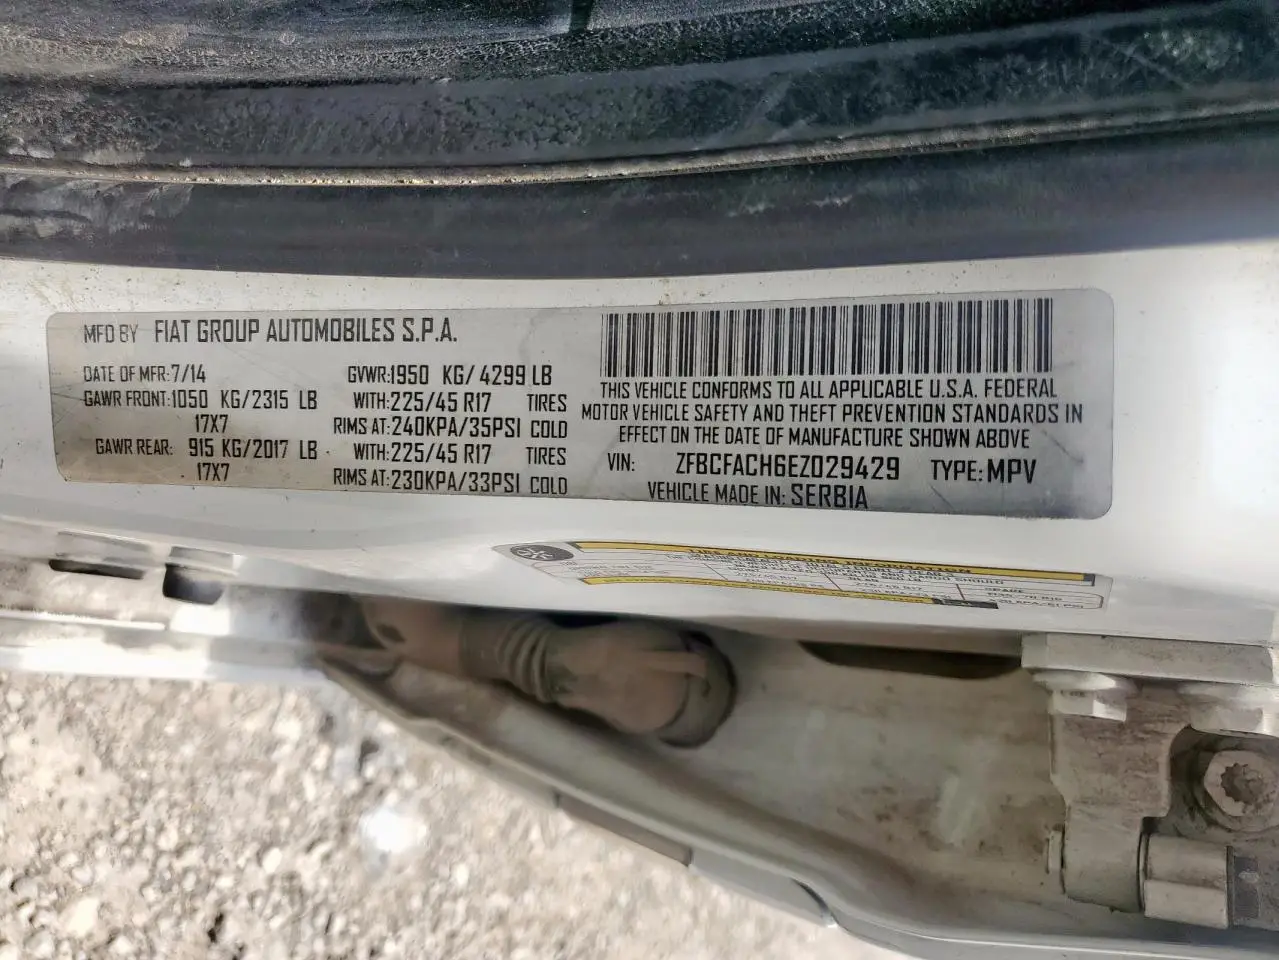 MFD BY FIAT GROUP AUTOMOBILES S.P.A.
DATE OF MFR: 7/14 GVWR: 1950 KG/ 4299 LB
GAWR FRONT: 1050 KG/2315 LB WITH: 225/45 R17 TIRES
17X7 RIMS AT: 240KPA/35PSI COLD
GAWR REAR: 915 KG/2017 LB WITH: 225/45 R17 TIRES
17X7 RIMS AT: 230KPA/33PSI COLD
THIS VEHICLE CONFORMS TO ALL APPLICABLE U.S.A. FEDERAL
MOTOR VEHICLE SAFETY AND THEFT PREVENTION STANDARDS IN
EFFECT ON THE DATE OF MANUFACTURE SHOWN ABOVE
VIN: ZFBCFACH6EZ029429 TYPE: MPV
VEHICLE MADE IN: SERBIA
TIRE AND LOADING INFORMATION